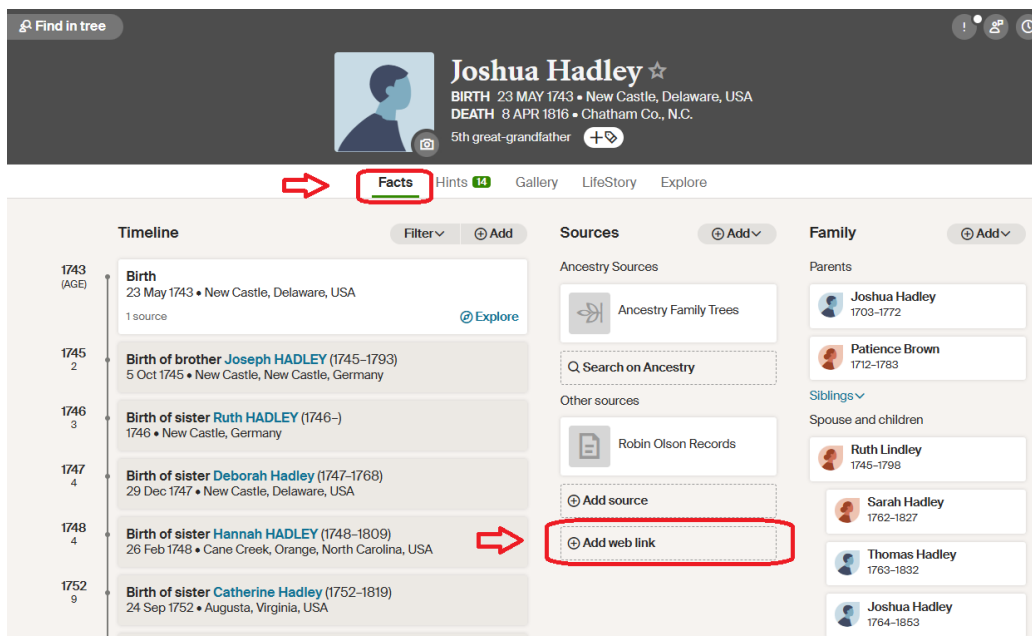 Find in tree
!
Joshua Hadley
BIRTH 23 MAY 1743 • New Castle, Delaware, USA
DEATH 8 APR 1816 • Chatham Co., N.C.
5th great-grandfather
Facts
Hints 14
Gallery
LifeStory
Explore
Timeline
Filter
Add
1743
(AGE)
Birth
23 May 1743 • New Castle, Delaware, USA
1 source
Explore
1745
2
Birth of brother Joseph HADLEY (1745–1793)
5 Oct 1745 • New Castle, New Castle, Germany
1746
3
Birth of sister Ruth HADLEY (1746–)
1746 • New Castle, Germany
1747
4
Birth of sister Deborah Hadley (1747–1768)
29 Dec 1747 • New Castle, Delaware, USA
1748
4
Birth of sister Hannah HADLEY (1748–1809)
26 Feb 1748 • Cane Creek, Orange, North Carolina, USA
1752
9
Birth of sister Catherine Hadley (1752–1819)
24 Sep 1752 • Augusta, Virginia, USA
Sources
Add
Ancestry Sources
Ancestry Family Trees
Search on Ancestry
Other sources
Robin Olson Records
Add source
Add web link
Family
Add
Parents
Joshua Hadley
1703–1772
Patience Brown
1712–1783
Siblings
Spouse and children
Ruth Lindley
1745–1798
Sarah Hadley
1762–1827
Thomas Hadley
1763–1832
Joshua Hadley
1764–1853